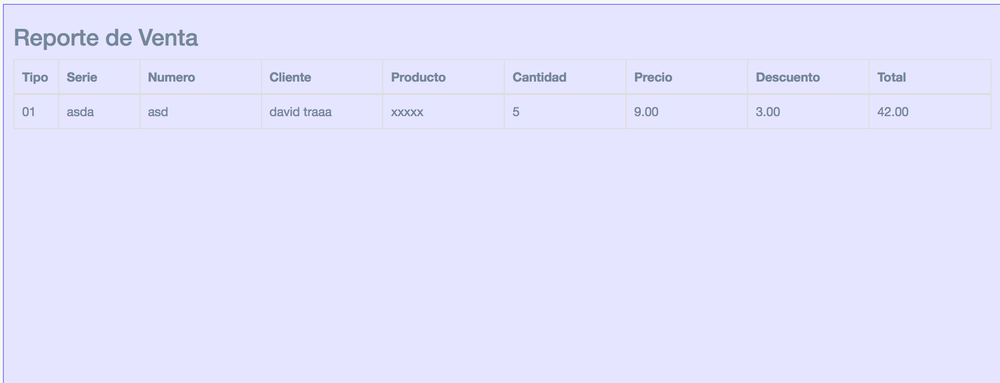 Reporte de Venta
Tipo Serie Numero Cliente Producto Cantidad Precio Descuento Total
01 asda asd david traaa xxxxx 5 9.00 3.00 42.00